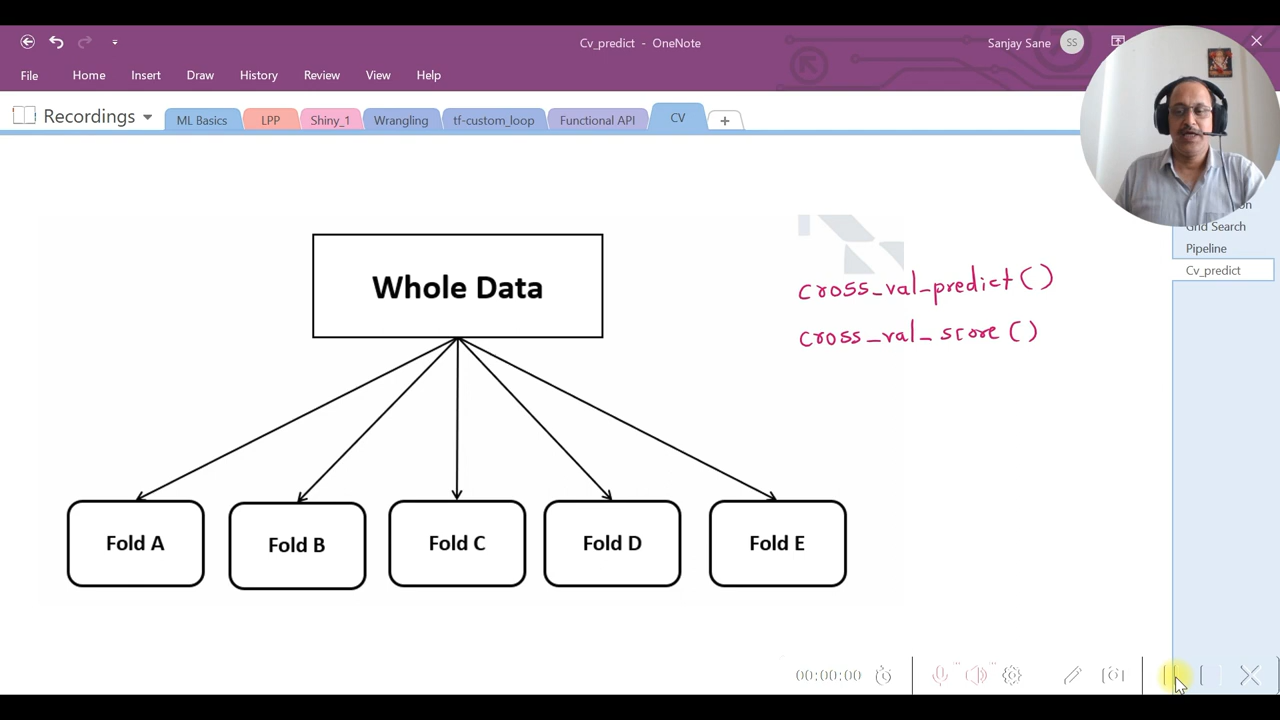 Cv_predict - OneNote
Sanjay Sane SS
File Home Insert Draw History Review View Help
Recordings ML Basics LPP Shiny_1 Wrangling tf-custom_loop Functional API CV +
Grid Search
Pipeline
Cv_predict
Whole Data
cross_val_predict()
cross_val_score()
Fold A Fold B Fold C Fold D Fold E
00:00:00